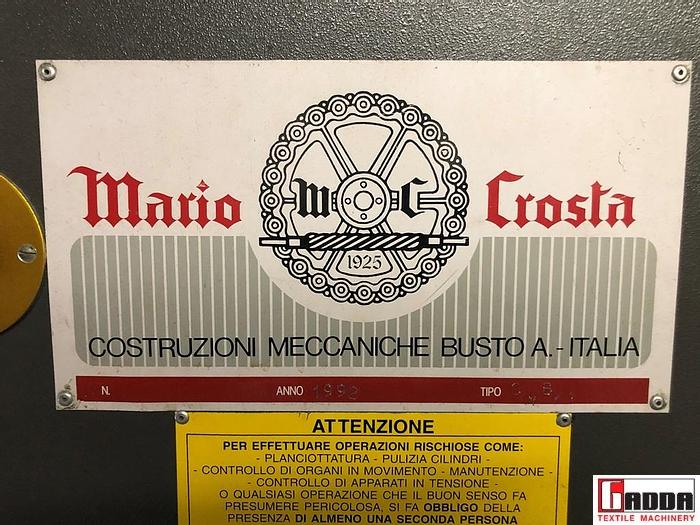 Mario M C Crosta
1925
COSTRUZIONI MECCANICHE BUSTO A.-ITALIA
N. ANNO 1992 TIPO
ATTENZIONE
PER EFFETTUARE OPERAZIONI RISCHIOSE COME:
- PLANCIOTTATURA - PULIZIA CILINDRI -
- CONTROLLO DI ORGANI IN MOVIMENTO - MANUTENZIONE -
- CONTROLLO DI APPARATI IN TENSIONE -
O QUALSIASI OPERAZIONE CHE IL BUON SENSO FA
PRESUMERE PERICOLOSA, SI FA OBBLIGO DELLA
PRESENZA DI ALMENO UNA SECONDA PERSONA
GADDA
TEXTILE MACHINERY